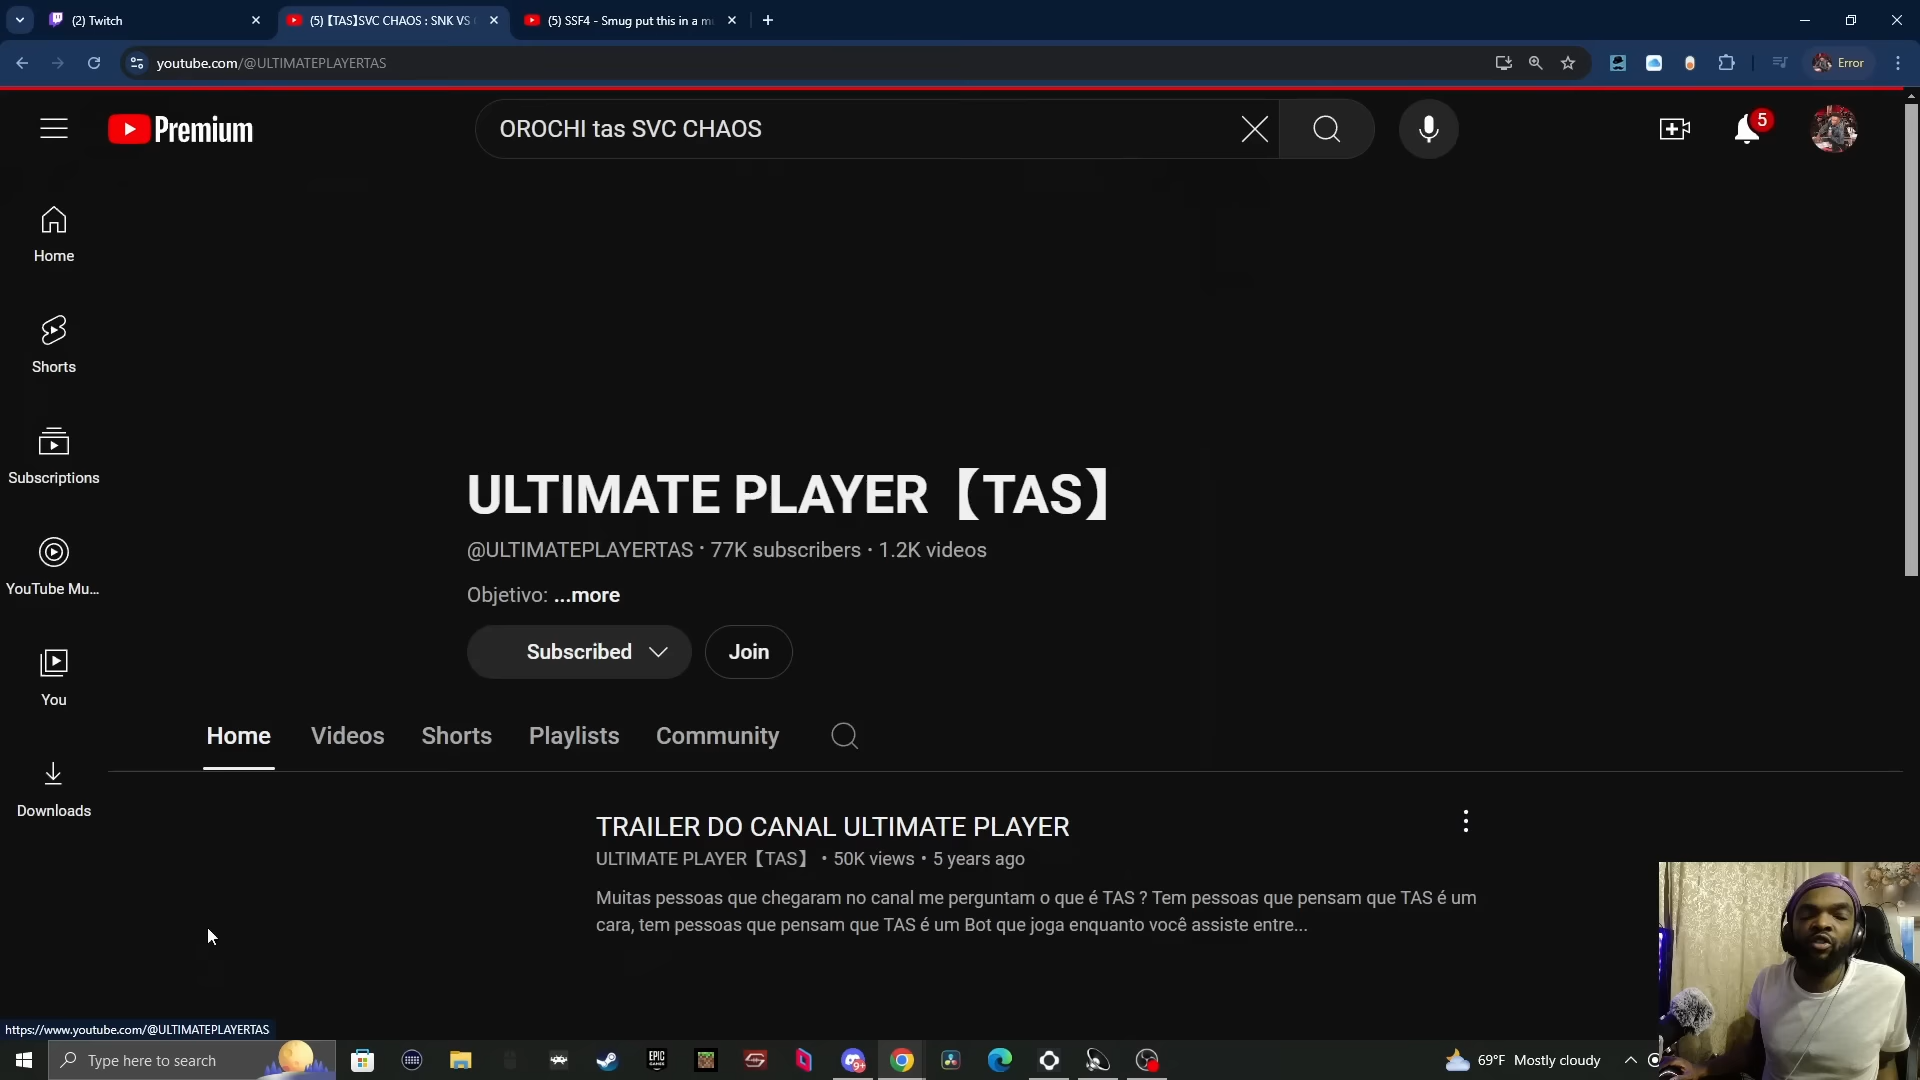 (2) Twitch
(5) [TAS]SVC CHAOS : SNK VS
(5) SSF4 - Smug put this in a m
youtube.com/@ULTIMATEPLAYERTAS
Error
Premium
OROCHI tas SVC CHAOS
5
Home
Shorts
Subscriptions
YouTube Mu...
You
Downloads
ULTIMATE PLAYER【TAS】
@ULTIMATEPLAYERTAS • 77K subscribers • 1.2K videos
Objetivo: ...more
Subscribed
Join
Home Videos Shorts Playlists Community
TRAILER DO CANAL ULTIMATE PLAYER
ULTIMATE PLAYER【TAS】 • 50K views • 5 years ago
Muitas pessoas que chegaram no canal me perguntam o que é TAS ? Tem pessoas que pensam que TAS é um
cara, tem pessoas que pensam que TAS é um Bot que joga enquanto você assiste entre...
https://www.youtube.com/@ULTIMATEPLAYERTAS
Type here to search
EPIC
GAMES
9+
69°F Mostly cloudy